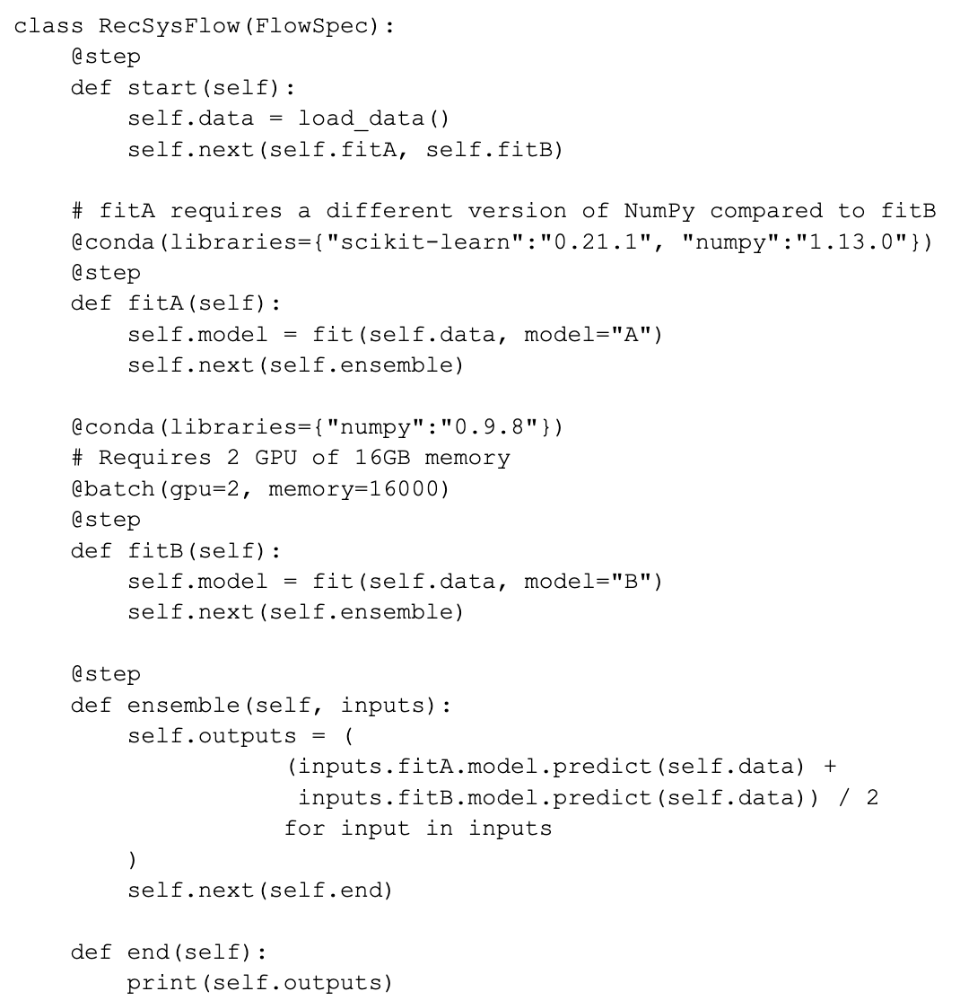 class RecSysFlow(FlowSpec):
    @step
    def start(self):
        self.data = load_data()
        self.next(self.fitA, self.fitB)

    # fitA requires a different version of NumPy compared to fitB
    @conda(libraries={"scikit-learn":"0.21.1", "numpy":"1.13.0"})
    @step
    def fitA(self):
        self.model = fit(self.data, model="A")
        self.next(self.ensemble)

    @conda(libraries={"numpy":"0.9.8"})
    # Requires 2 GPU of 16GB memory
    @batch(gpu=2, memory=16000)
    @step
    def fitB(self):
        self.model = fit(self.data, model="B")
        self.next(self.ensemble)

    @step
    def ensemble(self, inputs):
        self.outputs = (
                   (inputs.fitA.model.predict(self.data) +
                    inputs.fitB.model.predict(self.data)) / 2
                   for input in inputs
        )
        self.next(self.end)

    def end(self):
        print(self.outputs)